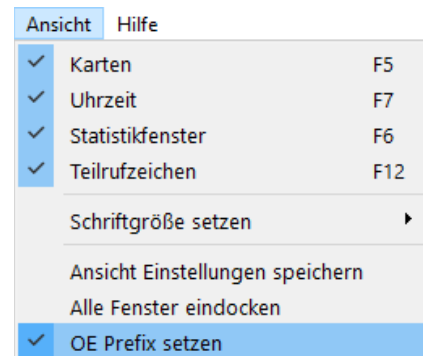 Ansicht Hilfe
Karten F5
Uhrzeit F7
Statistikfenster F6
Teilrufzeichen F12
Schriftgröße setzen
Ansicht Einstellungen speichern
Alle Fenster eindocken
OE Prefix setzen